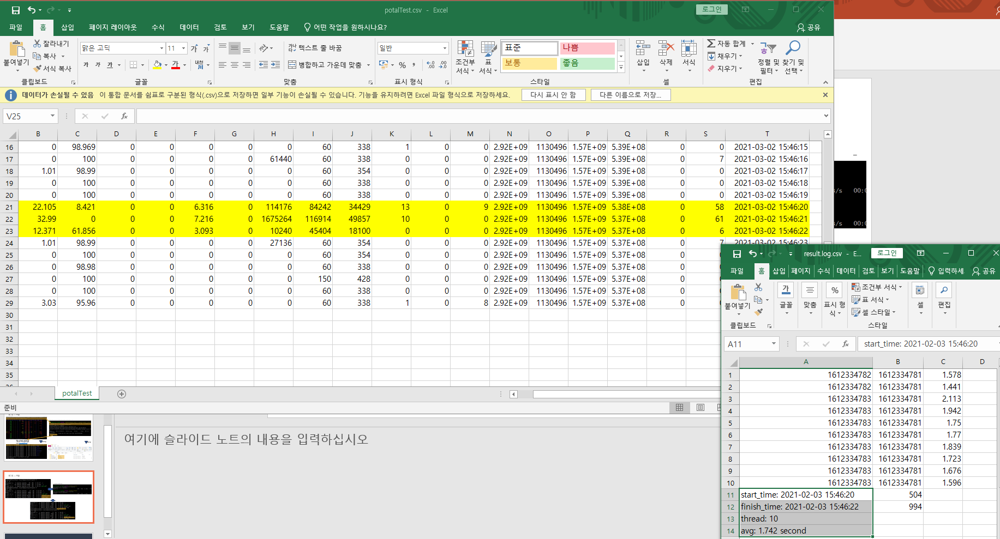 potalTest.csv - Excel
로그인
파일 홈 삽입 페이지 레이아웃 수식 데이터 검토 보기 도움말 어떤 작업을 원하시나요? 공유
붙여넣기 잘라내기 복사 서식 복사
맑은 고딕 11
가 가 가 가 가 가 내천
텍스트 줄 바꿈
병합하고 가운데 맞춤
일반
조건부 서식 표 서식
표준 나쁨
보통 좋음
삽입 삭제 서식
자동 합계 채우기 지우기
정렬 및 필터 찾기 및 선택
클립보드 글꼴 맞춤 표시 형식 스타일 셀 편집
데이터가 손실될 수 있음 이 통합 문서를 쉼표로 구분된 형식(.csv)으로 저장하면 일부 기능이 손실될 수 있습니다. 기능을 유지하려면 Excel 파일 형식으로 저장하세요. 다시 표시 안 함 다른 이름으로 저장...
V25 fx
B C D E F G H I J K L M N O P Q R S T
16 0 98.969 0 0 0 0 0 60 338 1 0 0 2.92E+09 1130496 1.57E+09 5.39E+08 0 0 2021-03-02 15:46:15
17 0 100 0 0 0 0 61440 60 338 0 0 0 2.92E+09 1130496 1.57E+09 5.39E+08 0 7 2021-03-02 15:46:16
18 1.01 98.99 0 0 0 0 0 60 354 0 0 0 2.92E+09 1130496 1.57E+09 5.39E+08 0 0 2021-03-02 15:46:17
19 0 100 0 0 0 0 0 60 338 0 0 0 2.92E+09 1130496 1.57E+09 5.39E+08 0 0 2021-03-02 15:46:18
20 0 100 0 0 0 0 0 60 338 0 0 0 2.92E+09 1130496 1.57E+09 5.39E+08 0 0 2021-03-02 15:46:19
21 22.105 8.421 0 0 6.316 0 114176 84242 34429 13 0 9 2.92E+09 1130496 1.57E+09 5.38E+08 0 58 2021-03-02 15:46:20
22 32.99 0 0 0 7.216 0 1675264 116914 49857 10 0 0 2.92E+09 1130496 1.57E+09 5.37E+08 0 61 2021-03-02 15:46:21
23 12.371 61.856 0 0 3.093 0 10240 45404 18100 0 0 0 2.92E+09 1130496 1.57E+09 5.37E+08 0 6 2021-03-02 15:46:22
24 1.01 98.99 0 0 0 0 27136 60 354 0 0 0 2.92E+09 1130496 1.57E+09 5.37E+08 0 7 2021-03-02 15:46:23
25 0 100 0 0 0 0 0 60 354 0 0 0 2.92E+09 1130496 1.57E+09 5.37E+08 0
26 0 98.98 0 0 0 0 0 60 338 0 0 0 2.92E+09 1130496 1.57E+09 5.37E+08 0
27 0 100 0 0 0 0 0 150 428 0 0 0 2.92E+09 1130496 1.57E+09 5.37E+08 0
28 0 100 0 0 0 0 0 60 338 0 0 0 2.92E+09 1130496 1.57E+09 5.37E+08 0
29 3.03 95.96 0 0 0 0 0 60 338 1 0 8 2.92E+09 1130496 1.57E+09 5.37E+08 0
30
31
32
33
34
35
potalTest
준비
여기에 슬라이드 노트의 내용을 입력하십시오
result.log.csv - E...
로그인
파일 홈 삽입 페이지 수식 데이터 검토 보기 도움말 입력하세 공유
붙여넣기 글꼴 맞춤 표시 형식
조건부 서식
표 서식
셀 스타일
셀 편집
클립보드 스타일
A11 fx start_time: 2021-02-03 15:46:20
A B C D
1 1612334782 1612334781 1.578
2 1612334782 1612334781 1.441
3 1612334783 1612334781 2.113
4 1612334783 1612334781 1.942
5 1612334783 1612334781 1.75
6 1612334783 1612334781 1.77
7 1612334783 1612334781 1.839
8 1612334783 1612334781 1.723
9 1612334783 1612334781 1.676
10 1612334783 1612334781 1.596
11 start_time: 2021-02-03 15:46:20 504
12 finish_time: 2021-02-03 15:46:22 994
13 thread: 10
14 avg: 1.742 second